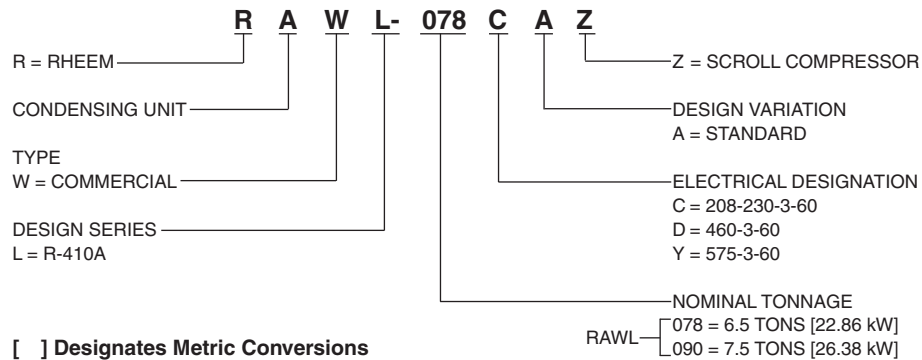 R A W L- 078 C A Z
R = RHEEM
CONDENSING UNIT
TYPE
W = COMMERCIAL
DESIGN SERIES
L = R-410A
Z = SCROLL COMPRESSOR
DESIGN VARIATION
A = STANDARD
ELECTRICAL DESIGNATION
C = 208-230-3-60
D = 460-3-60
Y = 575-3-60
NOMINAL TONNAGE
RAWL
078 = 6.5 TONS [22.86 kW]
090 = 7.5 TONS [26.38 kW]
[ ] Designates Metric Conversions